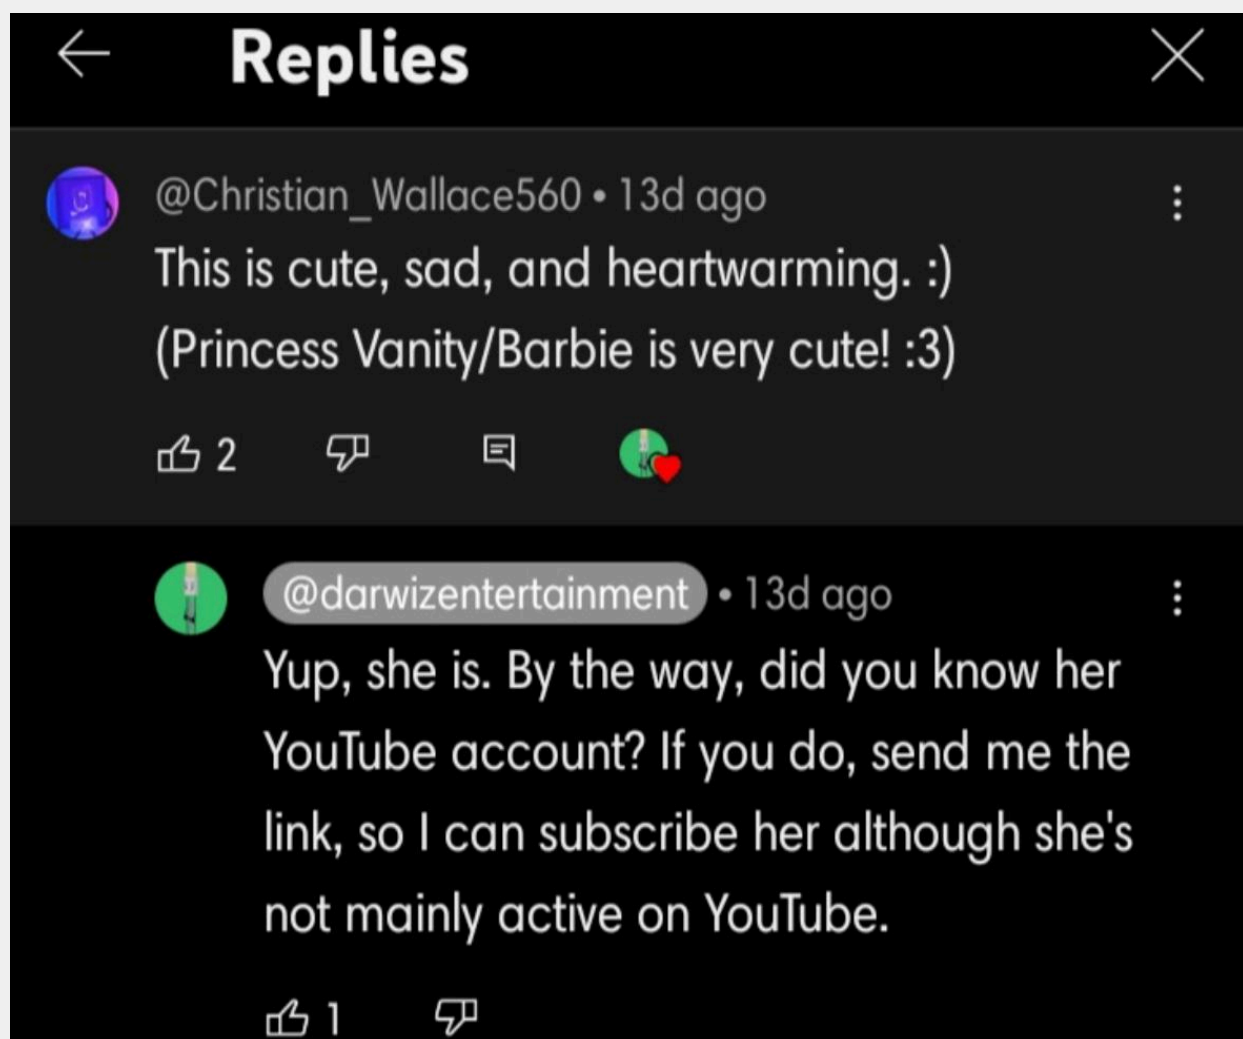 Replies
@Christian_Wallace560 • 13d ago
This is cute, sad, and heartwarming. :)
(Princess Vanity/Barbie is very cute! :3)
2
@darwizentertainment • 13d ago
Yup, she is. By the way, did you know her
YouTube account? If you do, send me the
link, so I can subscribe her although she's
not mainly active on YouTube.
1